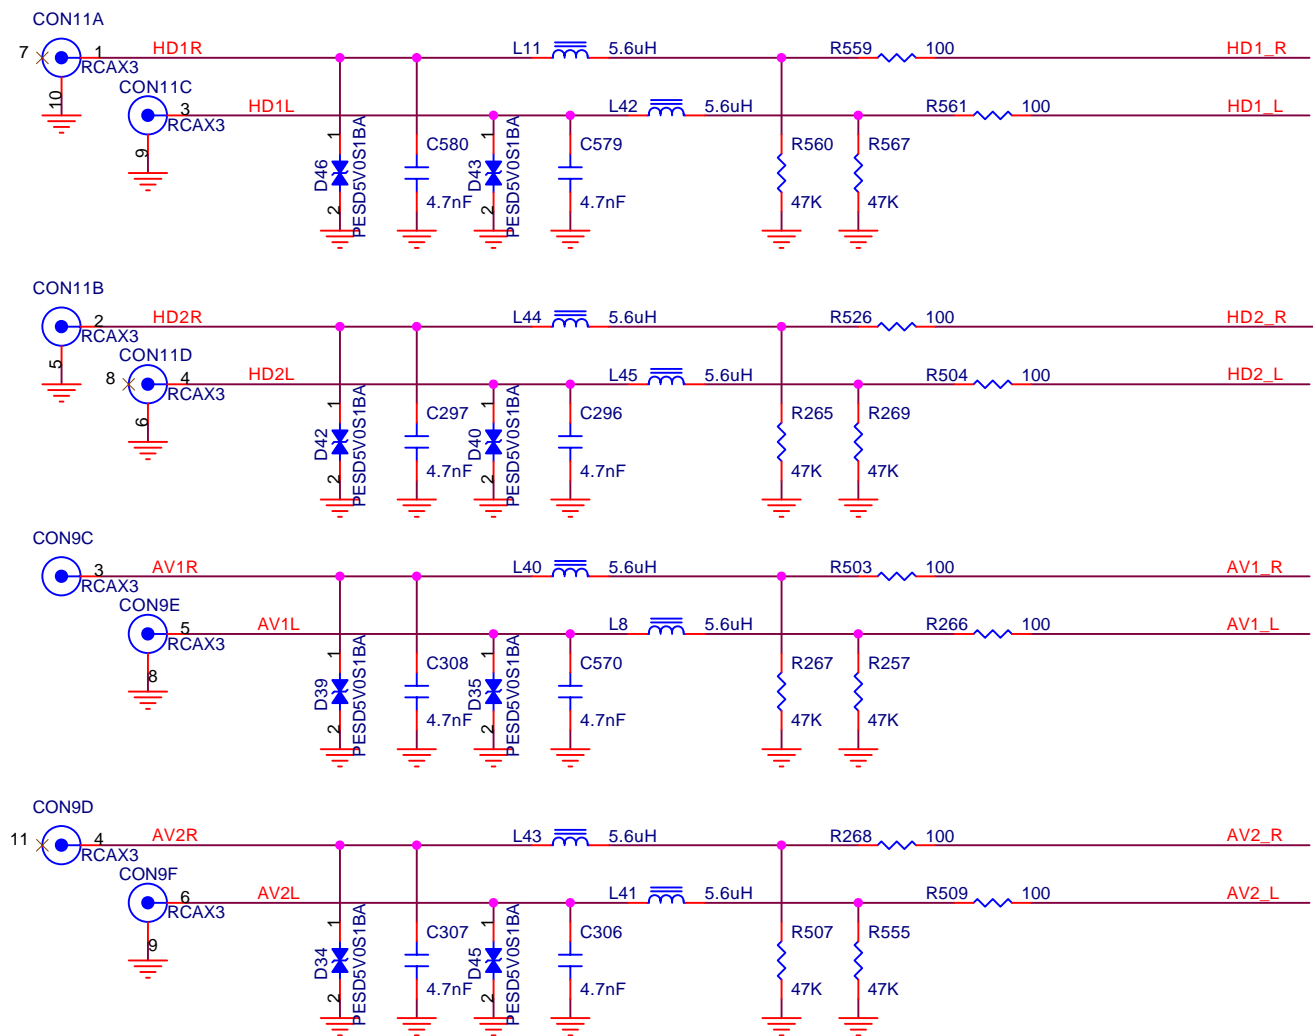 CON11A
7 1 HD1R L11 5.6uH R559 100 HD1_R
RCAX3
10
CON11C
3 HD1L L42 5.6uH R561 100 HD1_L
RCAX3
9
1 D46 2 PESD5V0S1BA
C580 4.7nF
1 D43 2 PESD5V0S1BA
C579 4.7nF
R560 47K
R567 47K
CON11B
2 HD2R L44 5.6uH R526 100 HD2_R
RCAX3
5
CON11D
8 4 HD2L L45 5.6uH R504 100 HD2_L
RCAX3
6
1 D42 2 PESD5V0S1BA
C297 4.7nF
1 D40 2 PESD5V0S1BA
C296 4.7nF
R265 47K
R269 47K
CON9C
3 AV1R L40 5.6uH R503 100 AV1_R
RCAX3
CON9E
5 AV1L L8 5.6uH R266 100 AV1_L
RCAX3
8
1 D39 2 PESD5V0S1BA
C308 4.7nF
1 D35 2 PESD5V0S1BA
C570 4.7nF
R267 47K
R257 47K
CON9D
11 4 AV2R L43 5.6uH R268 100 AV2_R
RCAX3
CON9F
6 AV2L L41 5.6uH R509 100 AV2_L
RCAX3
9
1 D34 2 PESD5V0S1BA
C307 4.7nF
1 D45 2 PESD5V0S1BA
C306 4.7nF
R507 47K
R555 47K